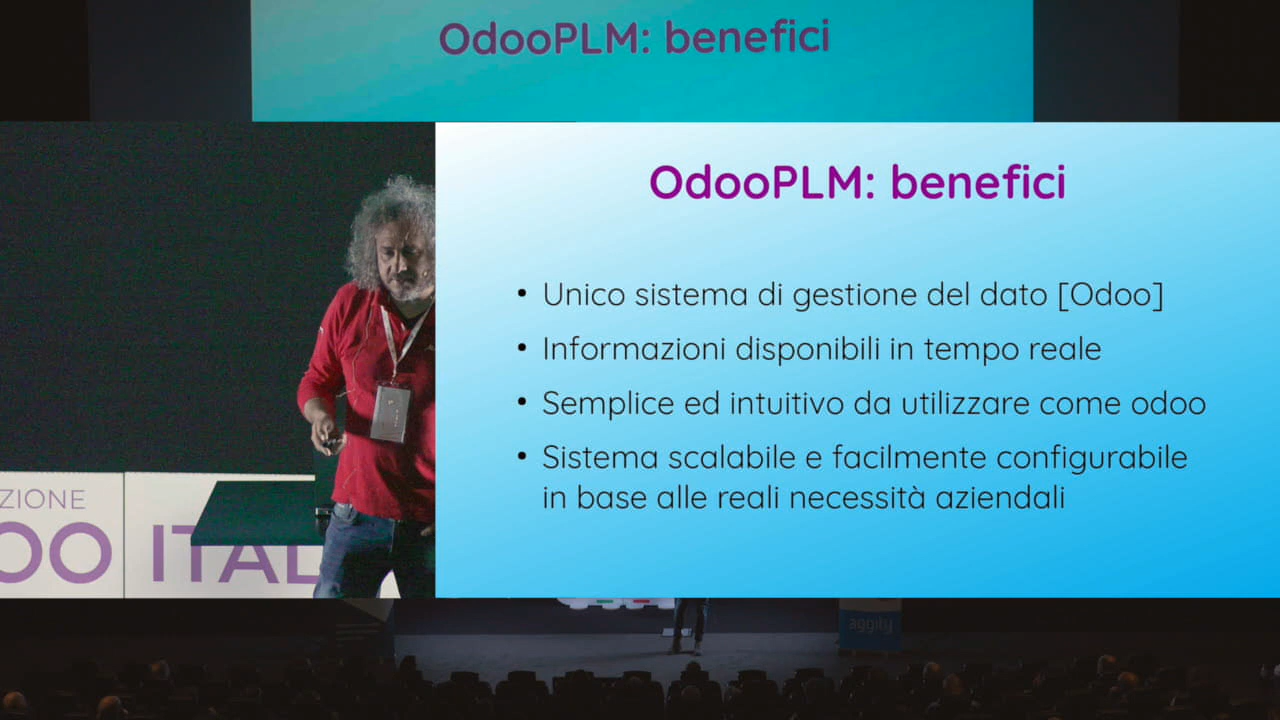 OdooPLM: benefici
OdooPLM: benefici
• Unico sistema di gestione del dato [Odoo]
• Informazioni disponibili in tempo reale
• Semplice ed intuitivo da utilizzare come odoo
• Sistema scalabile e facilmente configurabile
in base alle reali necessità aziendali
ZIONE
OO ITAL
aggity